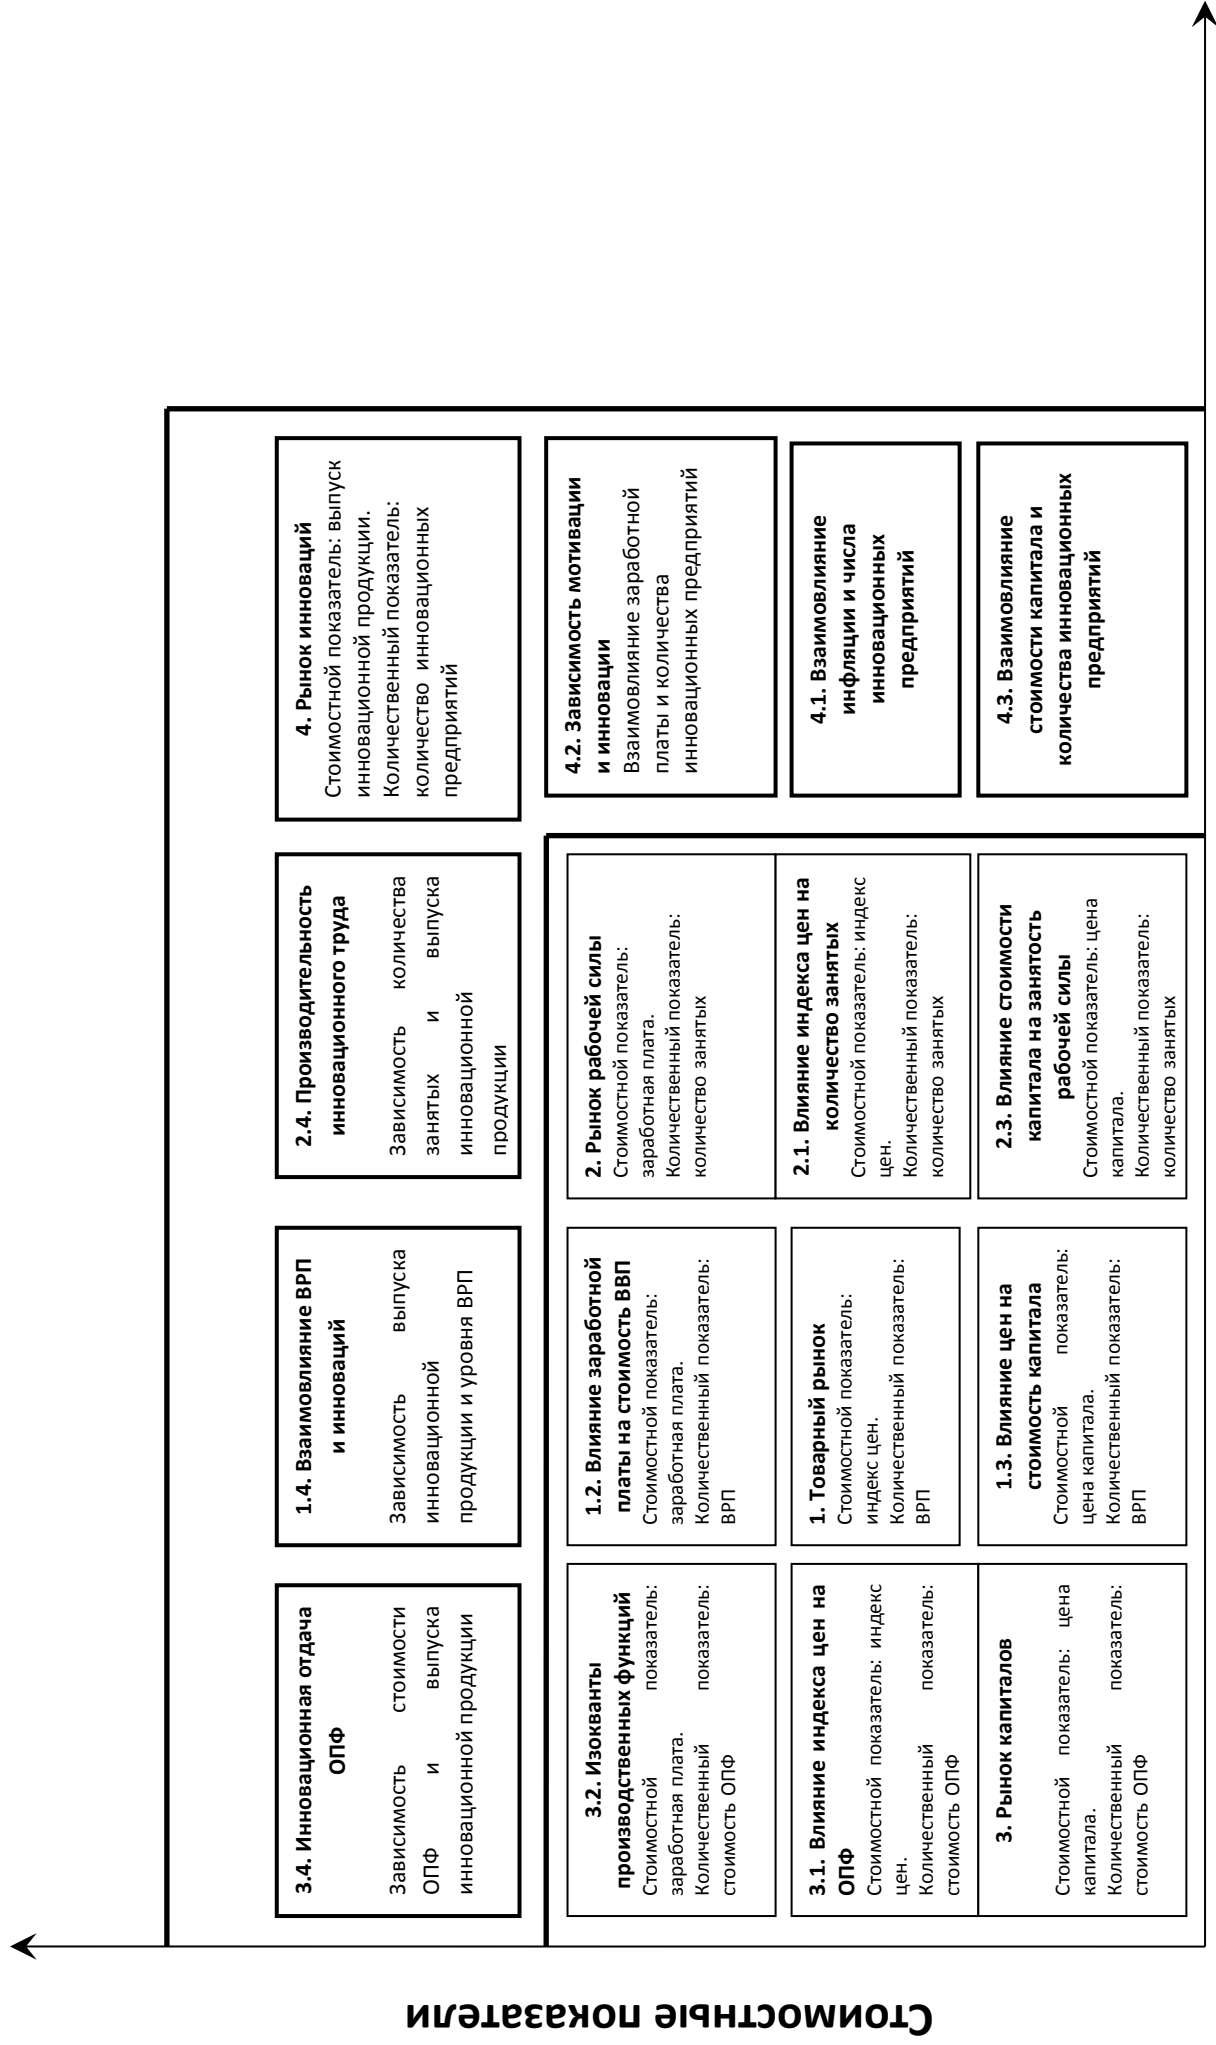 Стоимостные показатели
3.4. Инновационная отдача
ОПФ
Зависимость стоимости
ОПФ и выпуска
инновационной продукции
1.4. Взаимовлияние ВРП
и инноваций
Зависимость выпуска
инновационной
продукции и уровня ВРП
2.4. Производительность
инновационного труда
Зависимость количества
занятых и выпуска
инновационной
продукции
4. Рынок инноваций
Стоимостной показатель: выпуск
инновационной продукции.
Количественный показатель:
количество инновационных
предприятий
3.2. Изокванты
производственных функций
Стоимостной показатель:
заработная плата.
Количественный показатель:
стоимость ОПФ
1.2. Влияние заработной
платы на стоимость ВВП
Стоимостной показатель:
заработная плата.
Количественный показатель:
ВРП
2. Рынок рабочей силы
Стоимостной показатель:
заработная плата.
Количественный показатель:
количество занятых
4.2. Зависимость мотивации
и инновации
Взаимовлияние заработной
платы и количества
инновационных предприятий
3.1. Влияние индекса цен на
ОПФ
Стоимостной показатель: индекс
цен.
Количественный показатель:
стоимость ОПФ
1. Товарный рынок
Стоимостной показатель:
индекс цен.
Количественный показатель:
ВРП
2.1. Влияние индекса цен на
количество занятых
Стоимостной показатель: индекс
цен.
Количественный показатель:
количество занятых
4.1. Взаимовлияние
инфляции и числа
инновационных
предприятий
3. Рынок капиталов
Стоимостной показатель: цена
капитала.
Количественный показатель:
стоимость ОПФ
1.3. Влияние цен на
стоимость капитала
Стоимостной показатель:
цена капитала.
Количественный показатель:
ВРП
2.3. Влияние стоимости
капитала на занятость
рабочей силы
Стоимостной показатель: цена
капитала.
Количественный показатель:
количество занятых
4.3. Взаимовлияние
стоимости капитала и
количества инновационных
предприятий